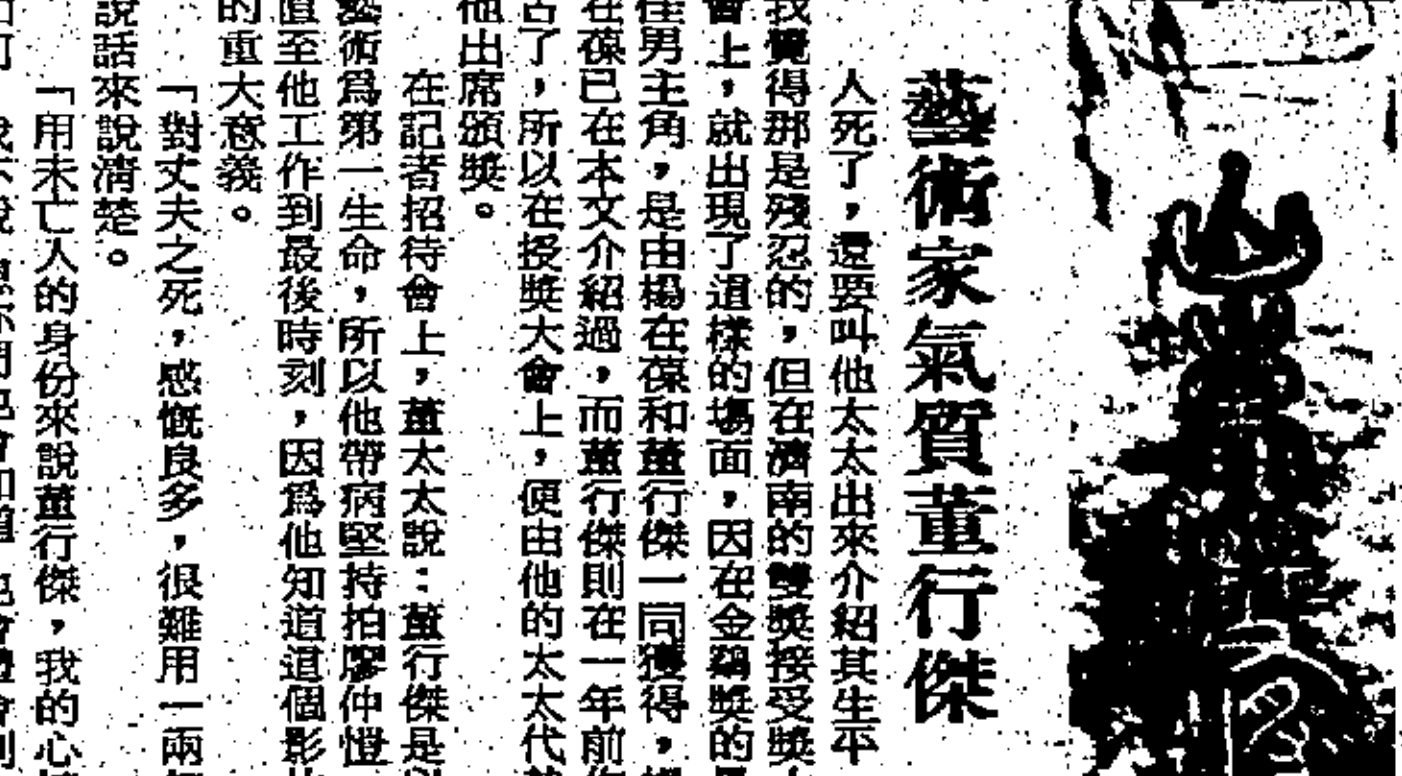 藝術家氣質董行傑
人死了，還要叫他太太出來介紹其生平
我覺得那是殘忍的，但在濟南的雙獎接受獎
會上，就出現了這樣的場面，因在金鷄獎的
佳男主角，是由楊在葆和董行傑一同獲得，楊
在葆已在本文介紹過，而董行傑則在一年前
古了，所以在授獎大會上，便由他的太太代
他出席頒獎。
在記者招待會上，董太太說：董行傑是
藝術爲第一生命，所以他帶病堅持拍廖仲愷
直至他工作到最後時刻，因爲他知道這個影
的重大意義。
「對丈夫之死，感慨良多，很難用一兩
說話來說清楚。
「用未亡人的身份來說董行傑，我的心